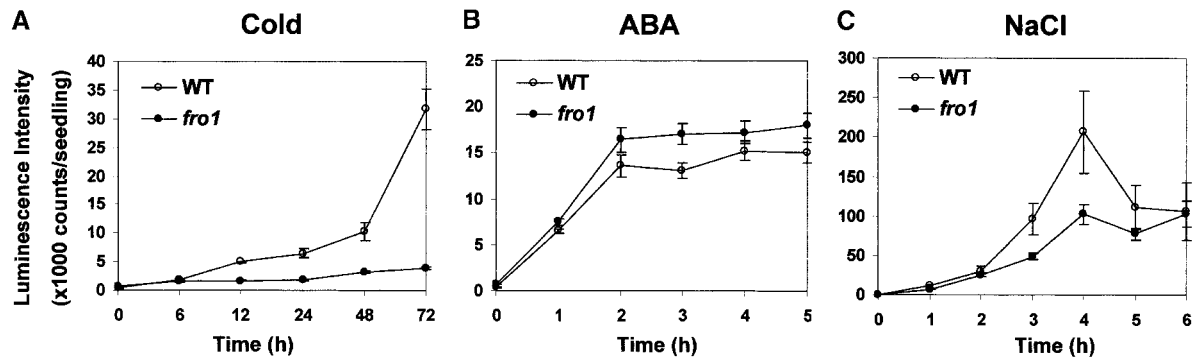 A
Cold
Luminescence Intensity
(x1000 counts/seedling)
40
35
30
25
20
15
10
5
0
WT
fro1
0 6 12 24 48 72
Time (h)
B
ABA
25
20
15
10
5
0
WT
fro1
0 1 2 3 4 5
Time (h)
C
NaCl
300
250
200
150
100
50
0
WT
fro1
0 1 2 3 4 5 6
Time (h)